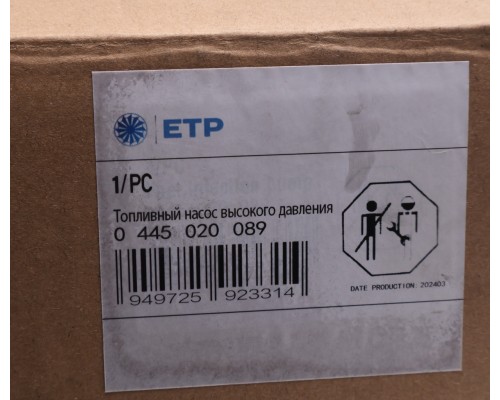 ETP
1/PC
Топливный насос высокого давления
0 445 020 089
949725 923314
DATE PRODUCTION: 202403